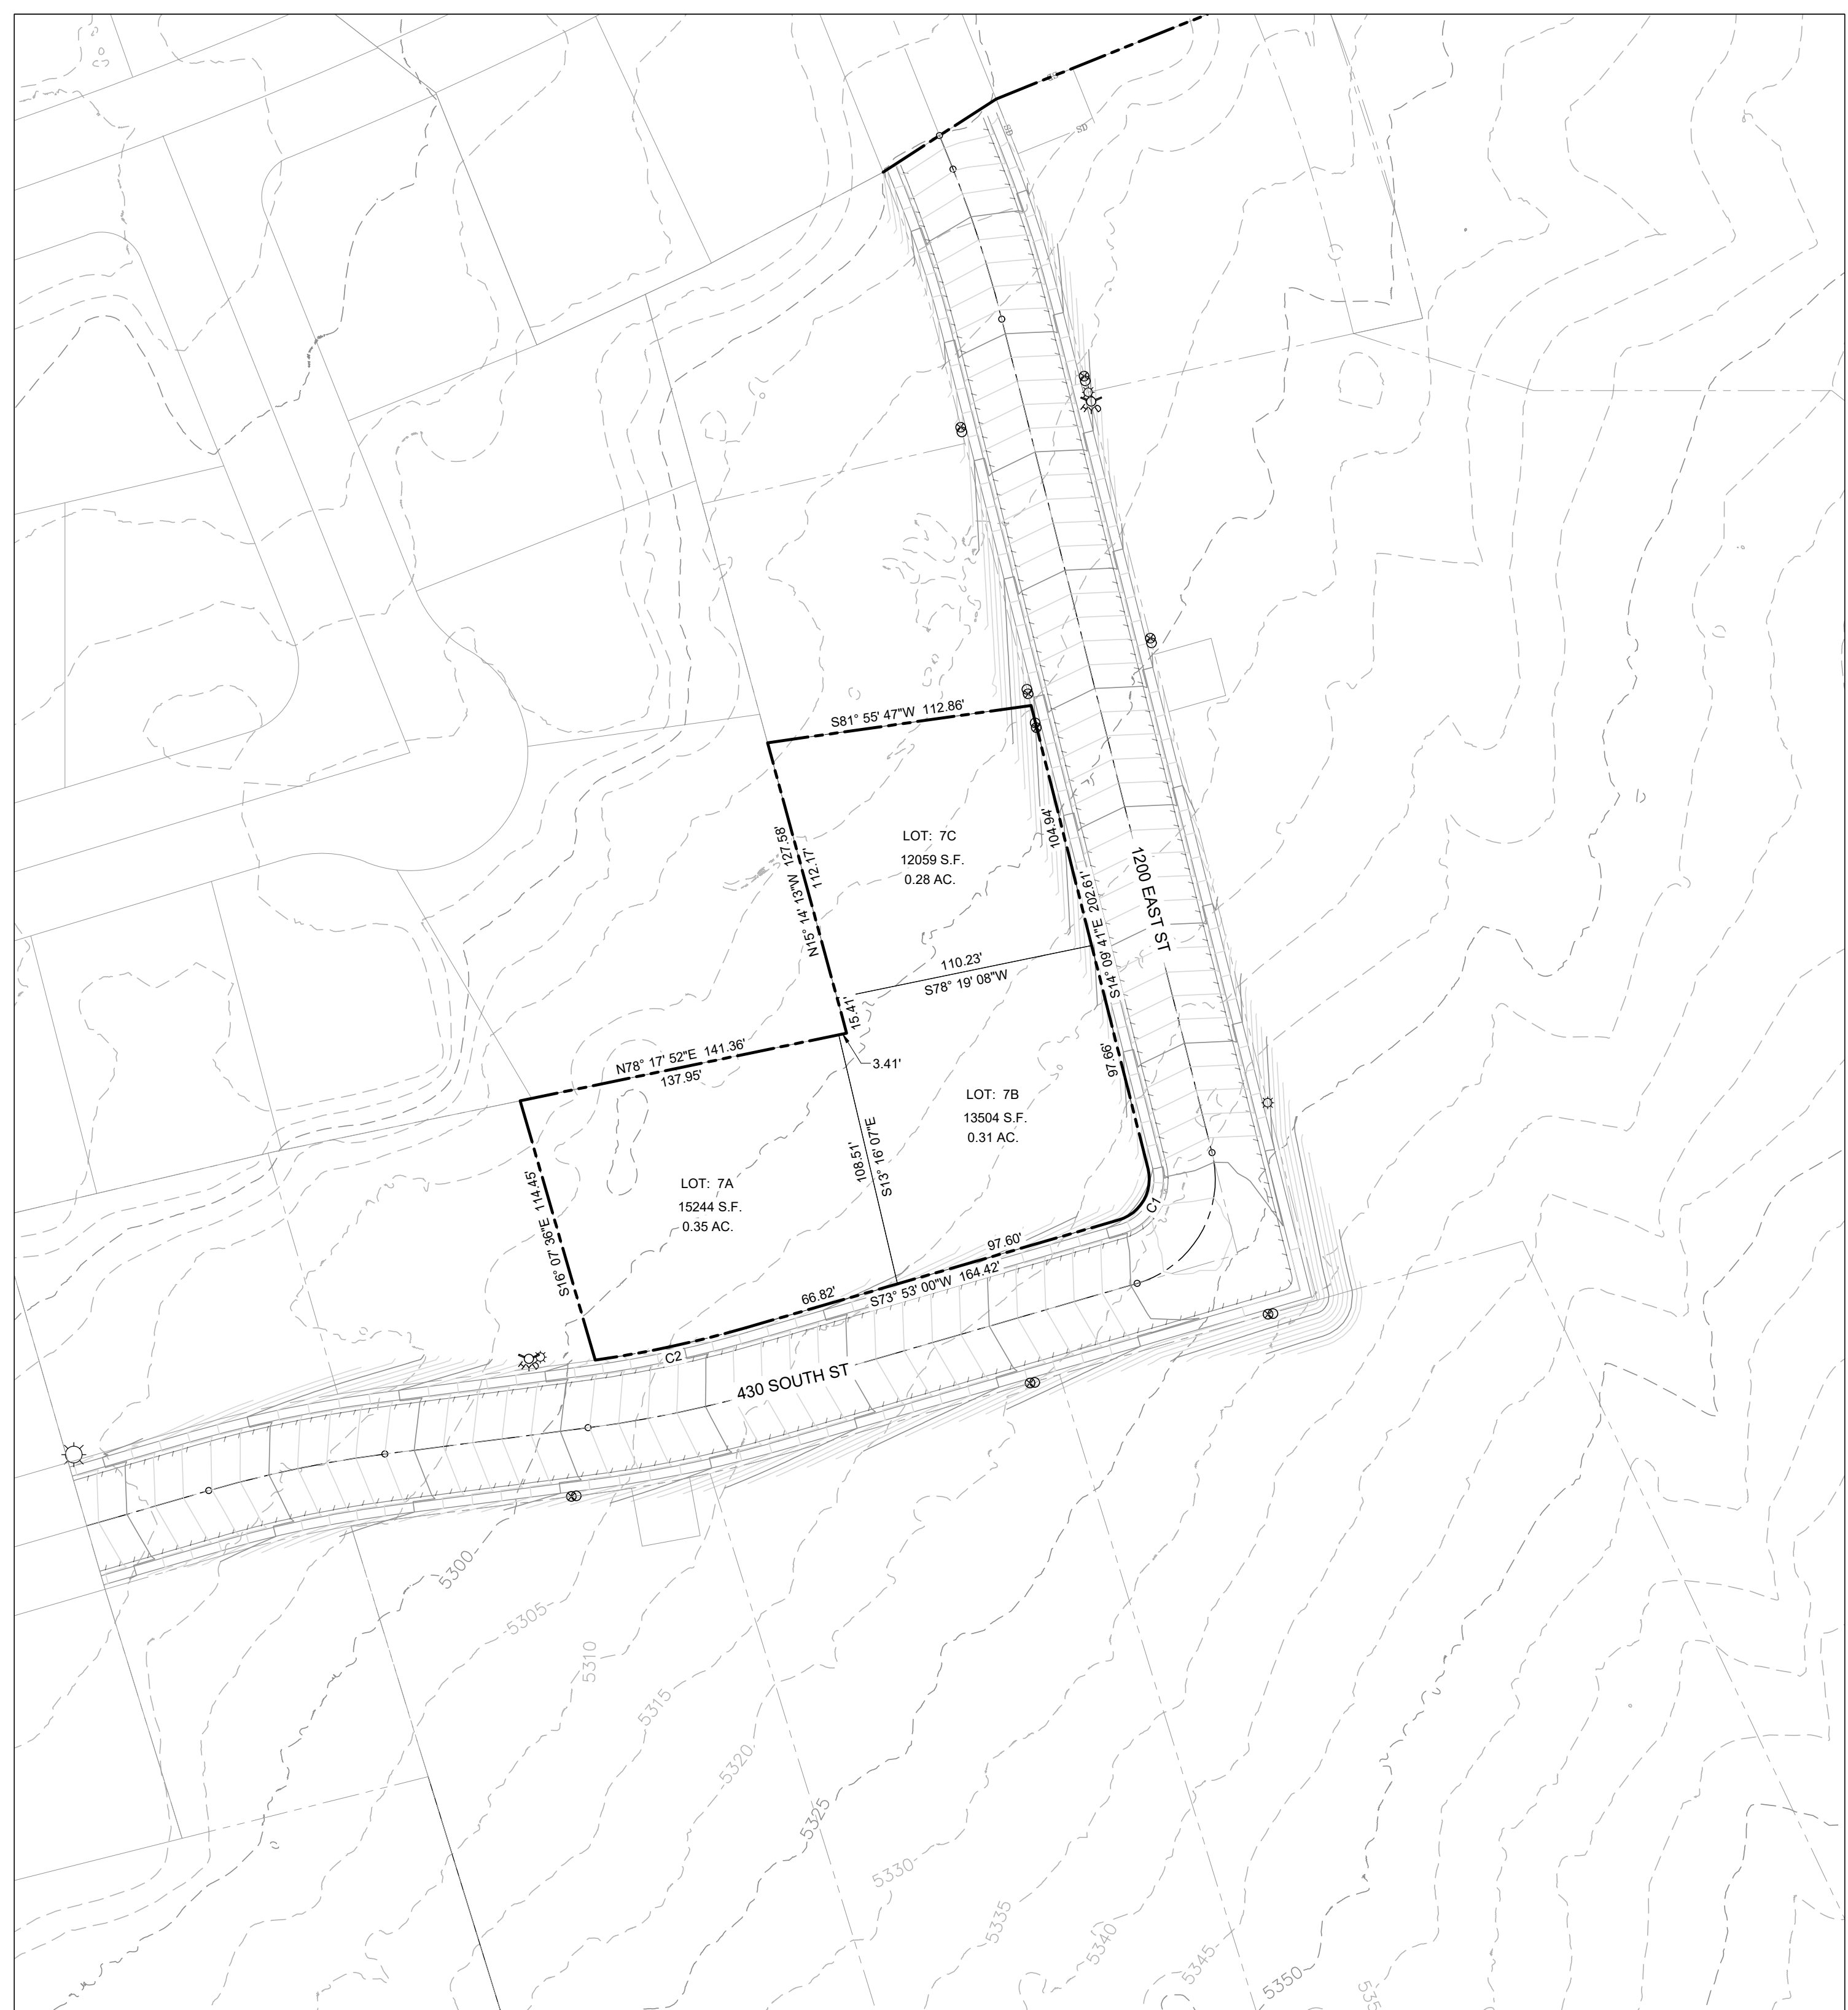 SD
SD
SD
S81° 55' 47"W 112.86'
N15° 14' 13"W 127.58'
112.17'
LOT: 7C
12059 S.F.
0.28 AC.
104.94'
S14° 09' 41"E 202.61'
1200 EAST ST
110.23'
S78° 19' 08"W
15.41'
3.41'
N78° 17' 52"E 141.36'
137.95'
97.66'
LOT: 7B
13504 S.F.
0.31 AC.
108.51'
S13° 16' 07"E
S16° 07' 36"E 114.45'
LOT: 7A
15244 S.F.
0.35 AC.
C1
97.60'
S73° 53' 00"W 164.42'
66.82'
C2
430 SOUTH ST
5300
5305
5310
5315
5320
5325
5330
5335
5340
5345
5350